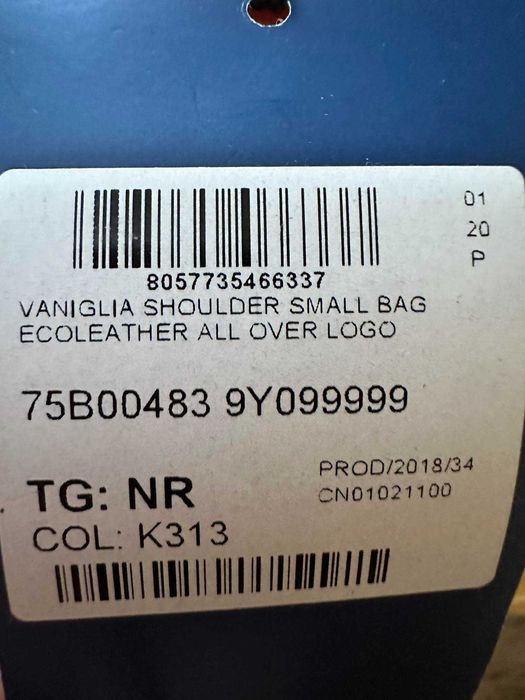 01
20
P
8057735466337
VANIGLIA SHOULDER SMALL BAG
ECOLEATHER ALL OVER LOGO
75B00483 9Y099999
PROD/2018/34
CN01021100
TG: NR
COL: K313